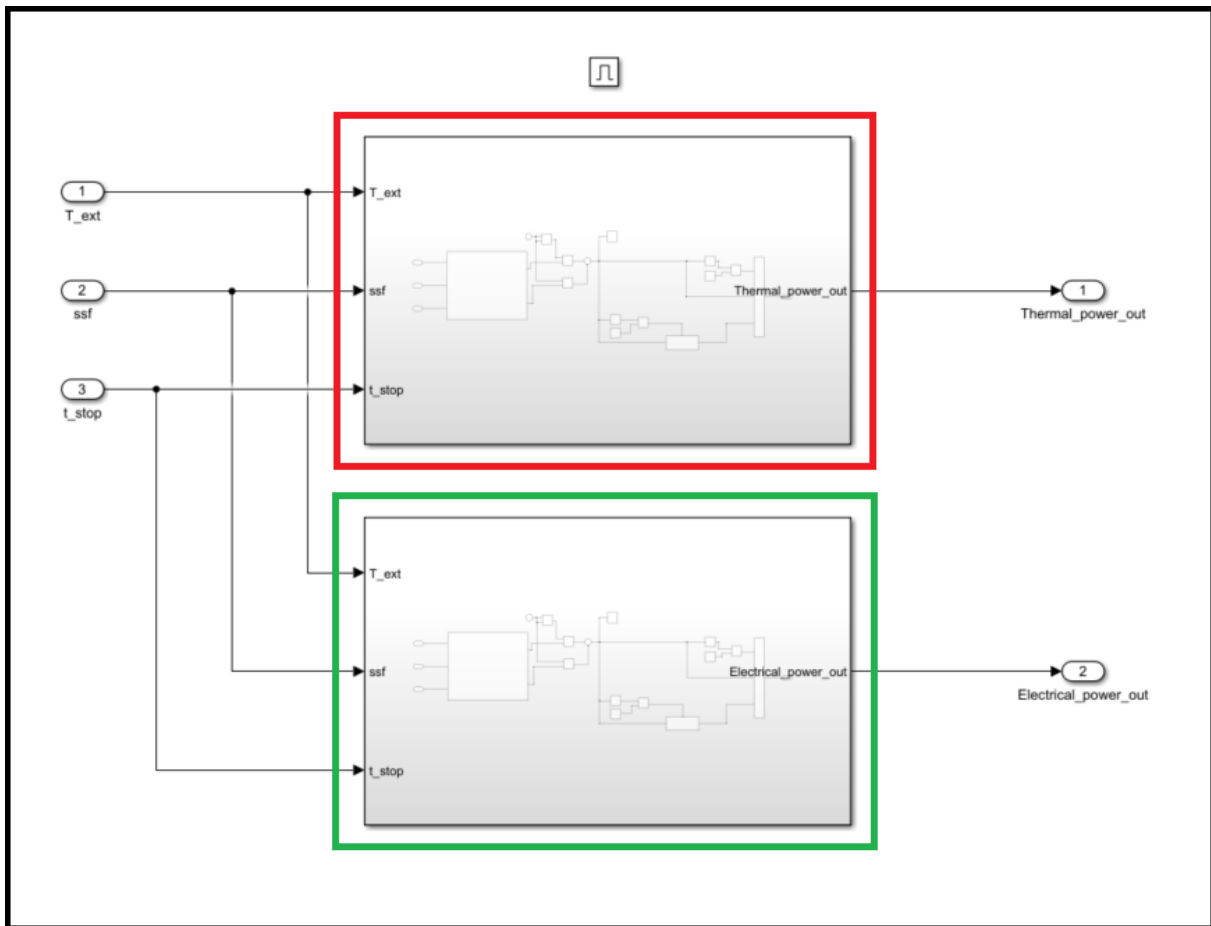 1
T_ext
T_ext
2
ssf
ssf
Thermal_power_out
1
Thermal_power_out
3
t_stop
t_stop
T_ext
ssf
Electrical_power_out
2
Electrical_power_out
t_stop